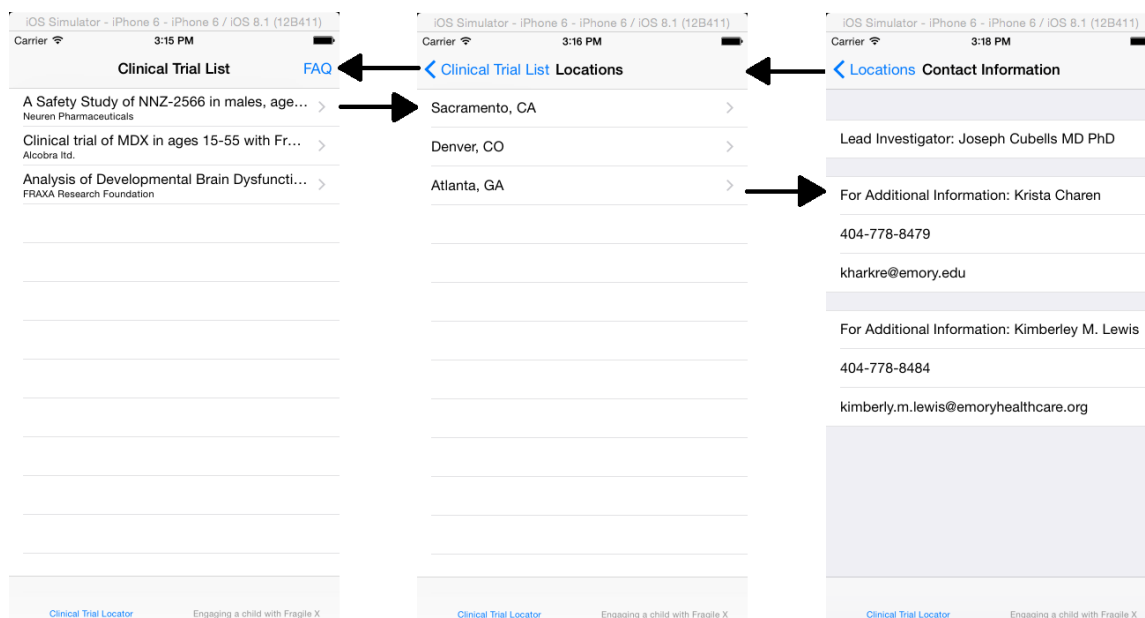 iOS Simulator - iPhone 6 - iPhone 6 / iOS 8.1 (12B411)
Carrier 3:15 PM
Clinical Trial List FAQ
A Safety Study of NNZ-2566 in males, age...
Neuren Pharmaceuticals
Clinical trial of MDX in ages 15-55 with Fr...
Alcobra ltd.
Analysis of Developmental Brain Dysfuncti...
FRAXA Research Foundation
Clinical Trial Locator Engaging a child with Fragile X
iOS Simulator - iPhone 6 - iPhone 6 / iOS 8.1 (12B411)
Carrier 3:16 PM
Clinical Trial List Locations
Sacramento, CA
Denver, CO
Atlanta, GA
Clinical Trial Locator Engaging a child with Fragile X
iOS Simulator - iPhone 6 - iPhone 6 / iOS 8.1 (12B411)
Carrier 3:18 PM
Locations Contact Information
Lead Investigator: Joseph Cubells MD PhD
For Additional Information: Krista Charen
404-778-8479
kharkre@emory.edu
For Additional Information: Kimberley M. Lewis
404-778-8484
kimberly.m.lewis@emoryhealthcare.org
Clinical Trial Locator Engaging a child with Fragile X